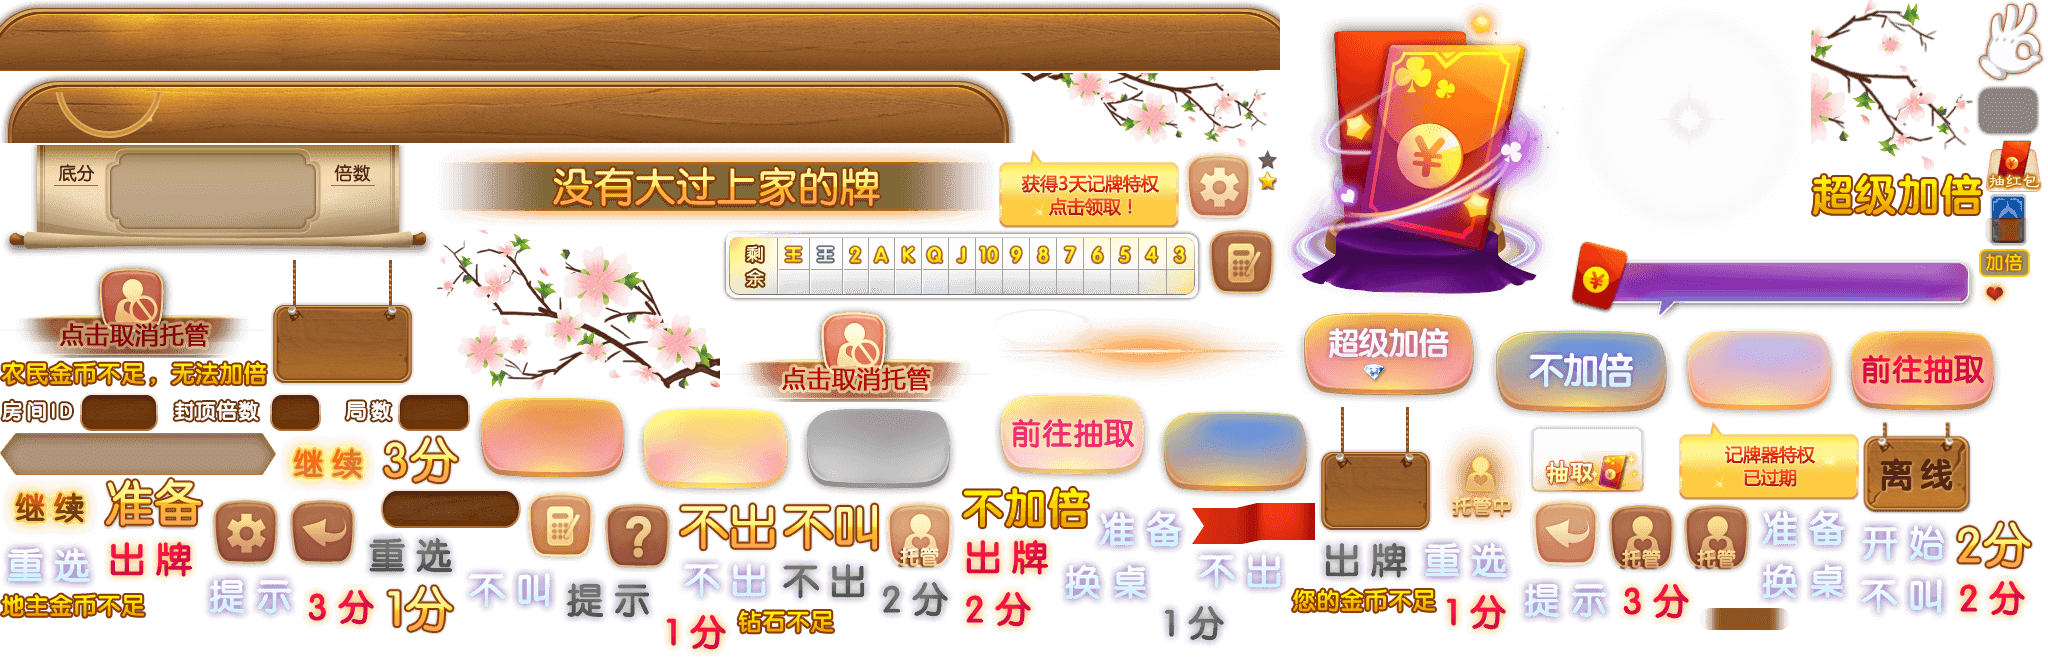 底分
倍数
没有大过上家的牌
获得3天记牌特权
点击领取！
¥
超级加倍
抽红包
加倍
剩余
王 王 2 A K Q J 10 9 8 7 6 5 4 3
¥
点击取消托管
点击取消托管
农民金币不足，无法加倍
超级加倍
不加倍
前往抽取
房间ID
封顶倍数
局数
继续
3分
前往抽取
抽取
记牌器特权
已过期
离线
继续
准备
不出
不叫
托管
不加倍
准备
托管中
托管
托管
准备
开始
2分
重选
出牌
提示
3分
重选
1分
不叫
提示
?
不出
不出
2分
出牌
换桌
不出
出牌
重选
提示
3分
换桌
不叫
2分
地主金币不足
1分
钻石不足
2分
1分
您的金币不足
1分